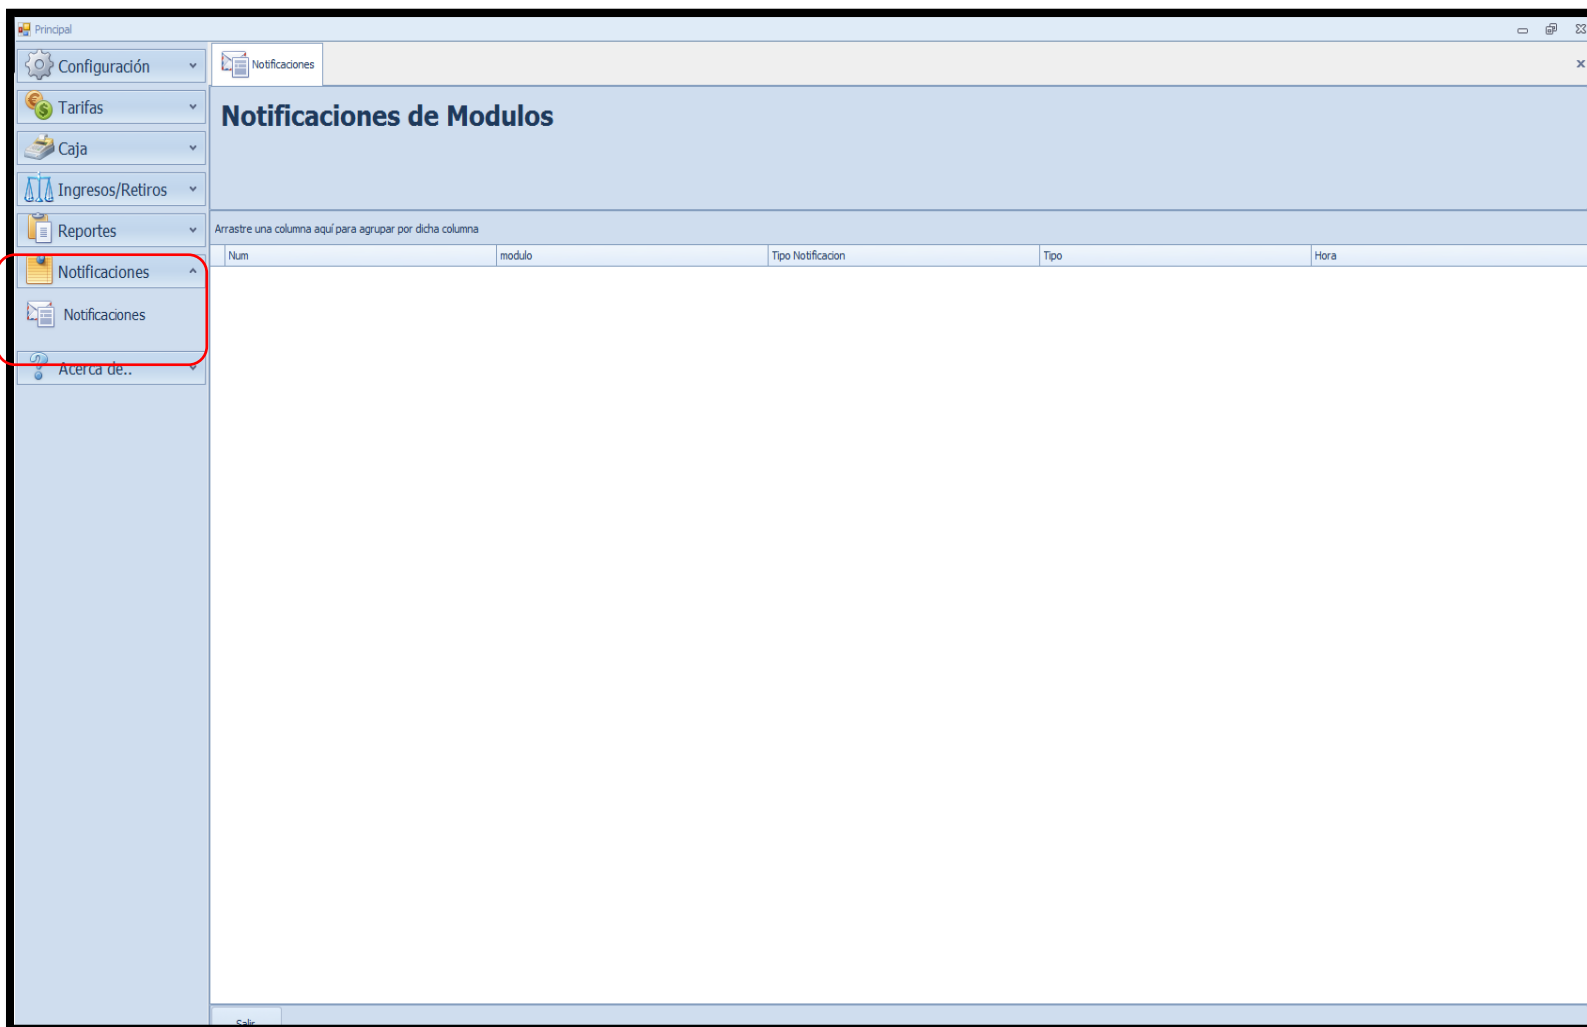 Principal
Configuración
Tarifas
Caja
Ingresos/Retiros
Reportes
Notificaciones
Notificaciones
Acerca de..
Notificaciones
Notificaciones de Modulos
Arrastre una columna aquí para agrupar por dicha columna
Num modulo Tipo Notificacion Tipo Hora
Salir